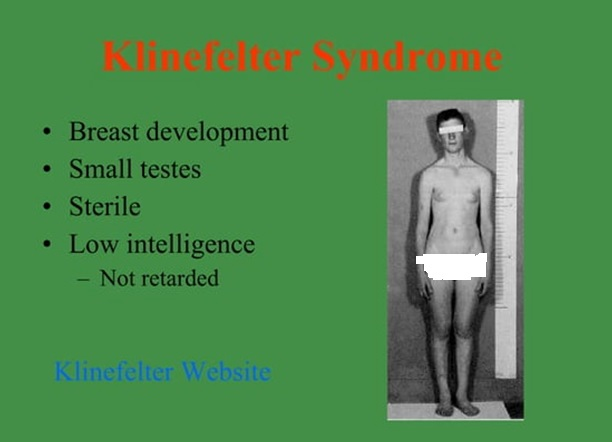 Klinefelter Syndrome
• Breast development
• Small testes
• Sterile
• Low intelligence
– Not retarded
Klinefelter Website